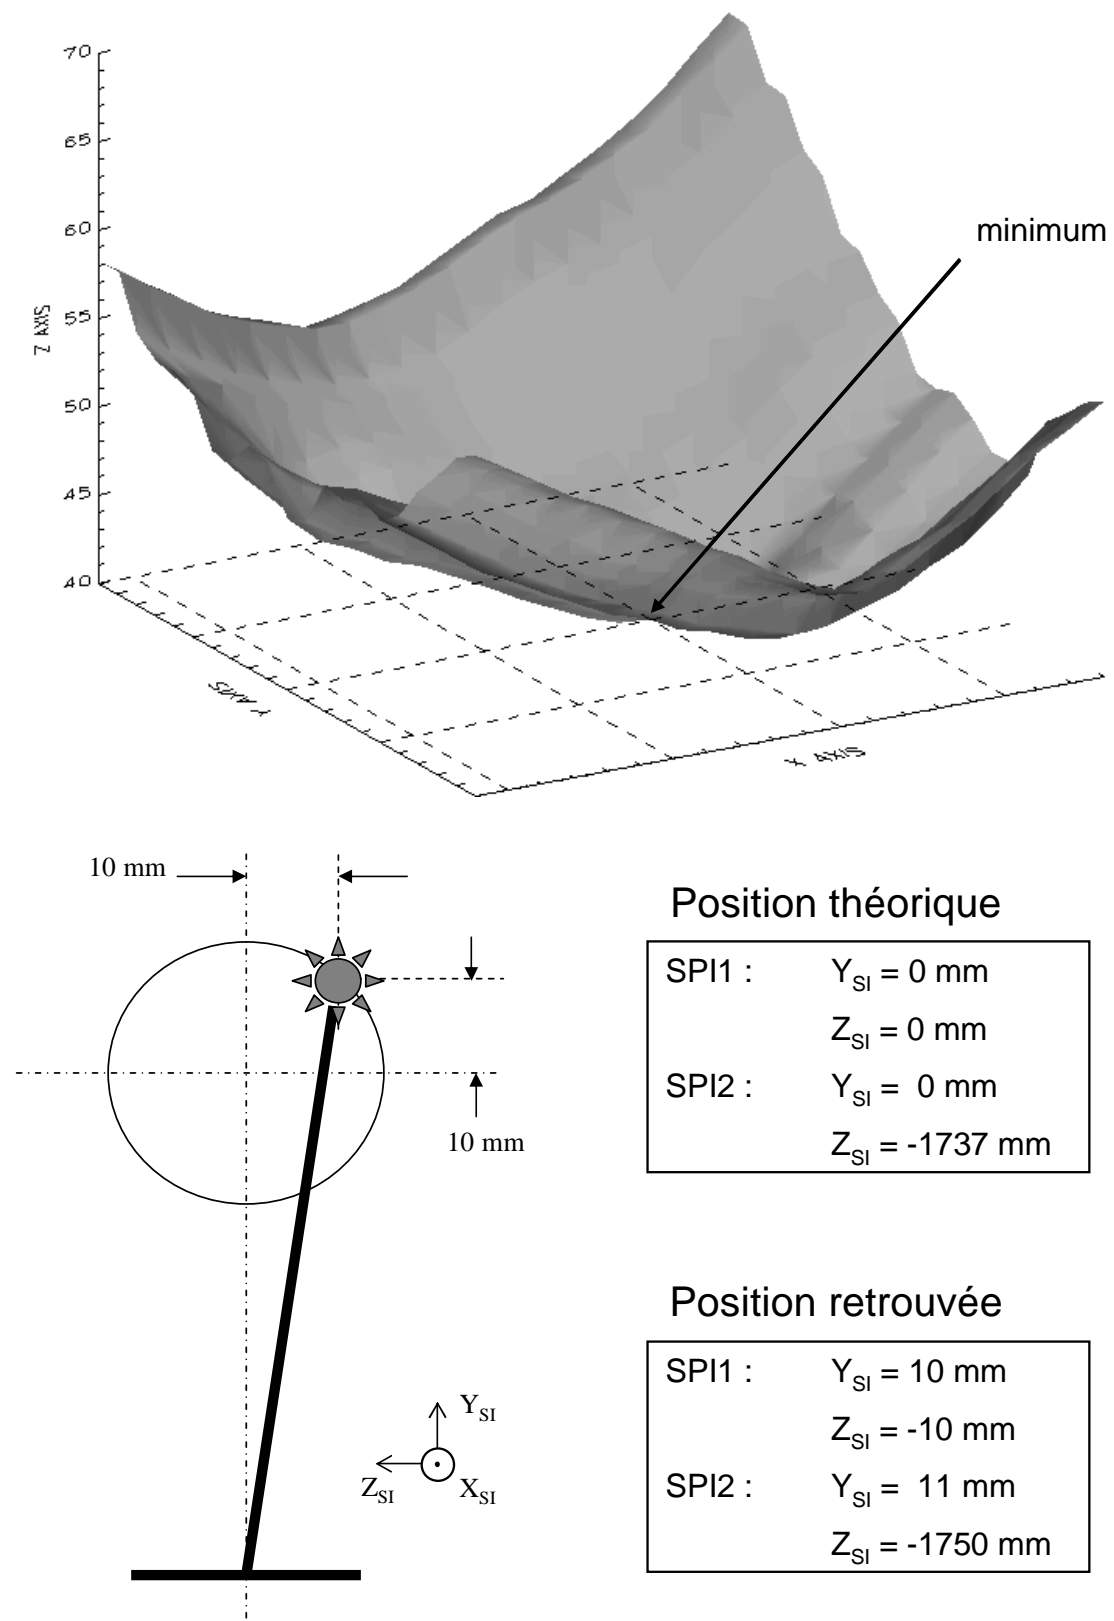 70
65
60
55
50
45
40
Z AXIS
Y AXIS
X AXIS
minimum
10 mm
10 mm
Y_SI
Z_SI
X_SI
Position théorique
SPI1 : Y_SI = 0 mm
Z_SI = 0 mm
SPI2 : Y_SI = 0 mm
Z_SI = -1737 mm
Position retrouvée
SPI1 : Y_SI = 10 mm
Z_SI = -10 mm
SPI2 : Y_SI = 11 mm
Z_SI = -1750 mm